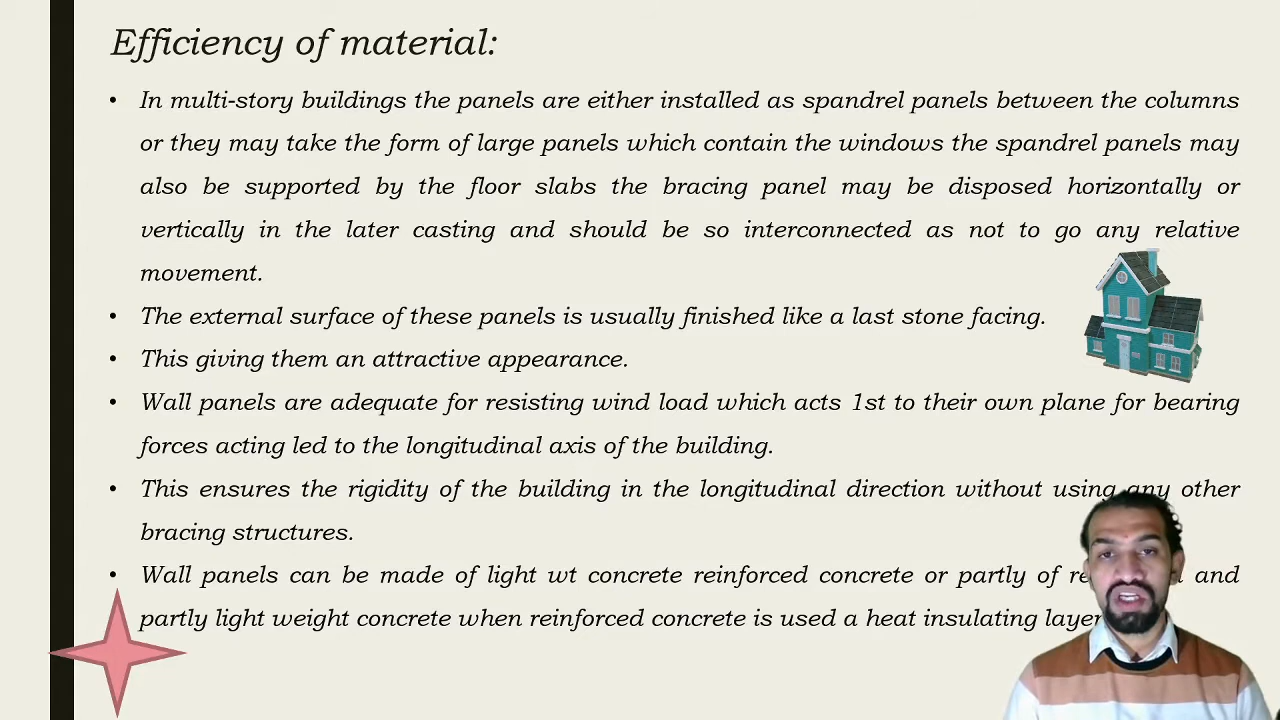 Efficiency of material:
• In multi-story buildings the panels are either installed as spandrel panels between the columns
or they may take the form of large panels which contain the windows the spandrel panels may
also be supported by the floor slabs the bracing panel may be disposed horizontally or
vertically in the later casting and should be so interconnected as not to go any relative
movement.
• The external surface of these panels is usually finished like a last stone facing.
• This giving them an attractive appearance.
• Wall panels are adequate for resisting wind load which acts 1st to their own plane for bearing
forces acting led to the longitudinal axis of the building.
• This ensures the rigidity of the building in the longitudinal direction without using any other
bracing structures.
• Wall panels can be made of light wt concrete reinforced concrete or partly of and
partly light weight concrete when reinforced concrete is used a heat insulating layer